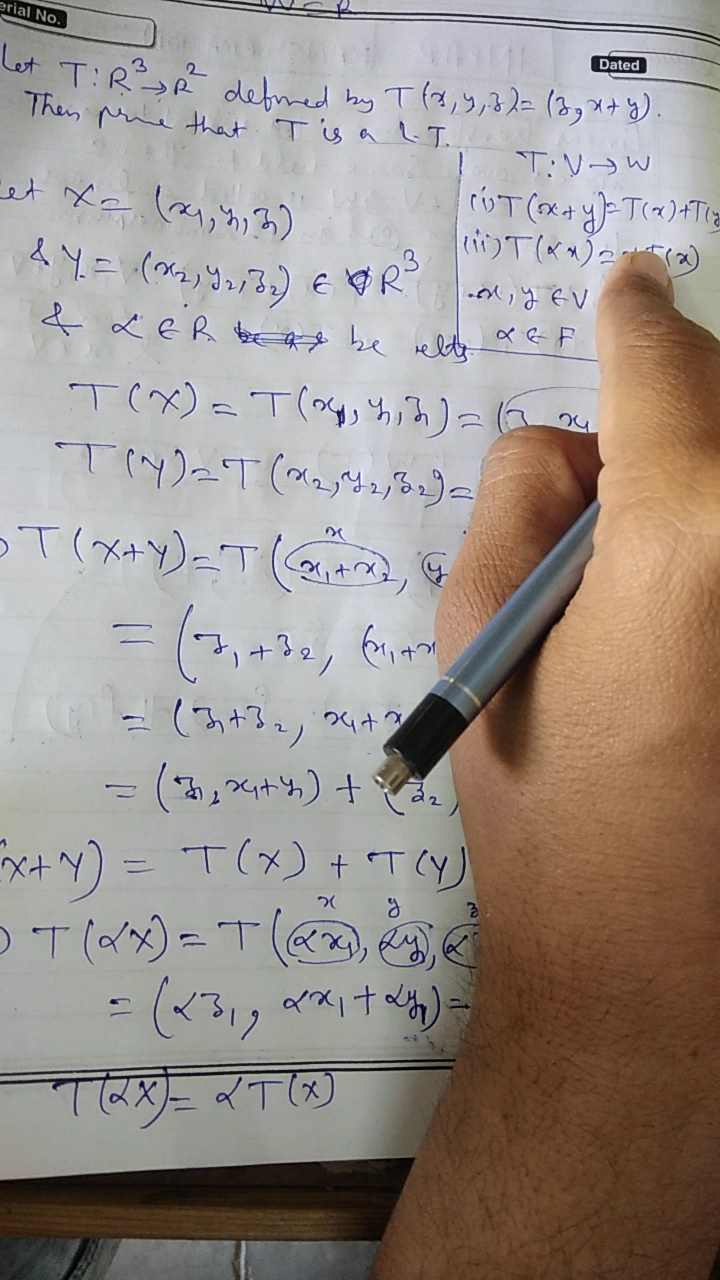 erial No.
Dated
Let T: R³→R² defined by T(x,y,z)=(z,x+y).
Then prove that T is a L.T.
T: V→W
(i) T(x+y)=T(x)+T(y
(ii) T(αx)= T(x)
x, y ∈ V
α ∈ F
et X = (x₁,y₁,z₁)
& Y = (x₂,y₂,z₂) ∈ R³
& α ∈ R be
T(X) = T(x₁,y₁,z₁) = (z x₁
T(Y) = T(x₂,y₂,z₂) =
T(X+Y) = T(x₁+x₂, y
x
= (z₁+z₂, (x₁+x
= (z₁+z₂, x₁+x
= (z₁, x₁+y₁) + (z₂,
x+Y) = T(X) + T(Y)
x y z
T(αX) = T(αx₁, αy₁, α
= (αz₁, αx₁+αy₁) =
T(αX) = αT(X)